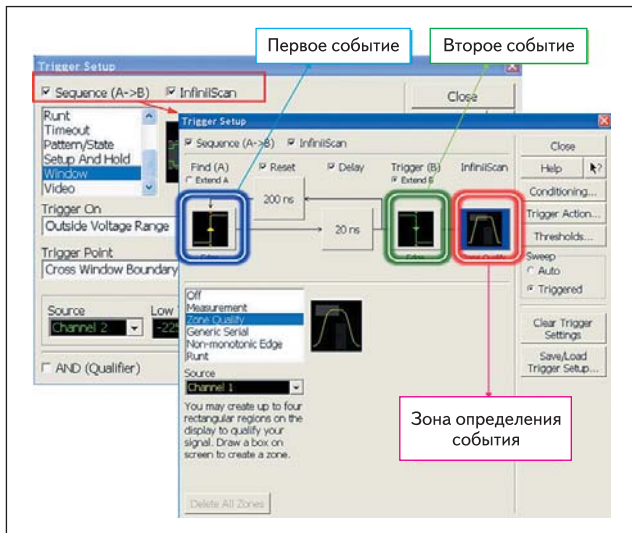 Первое событие
Второе событие
Trigger Setup
Sequence (A->B) InfiniiScan
Close
Runt
Timeout
Pattern/State
Setup And Hold
Window
Video
Trigger On
Outside Voltage Range
Trigger Point
Cross Window Boundary
Source
Low
Channel 2
-225
AND (Qualifier)
Trigger Setup
Sequence (A->B) InfiniiScan
Find (A) Reset Delay Trigger (B) InfiniiScan
Extend A
Extend B
200 ns
20 ns
Edge
Edge
Zone Qualify
Close
Help
Conditioning...
Trigger Action...
Thresholds...
Sweep
Auto
Triggered
Clear Trigger
Settings
Save/Load
Trigger Setup...
Off
Measurement
Zone Qualify
Generic Serial
Non-monotonic Edge
Runt
Source
Channel 1
You may create up to four
rectangular regions on the
display to qualify your
signal. Draw a box on
screen to create a zone.
Delete All Zones
Зона определения
события